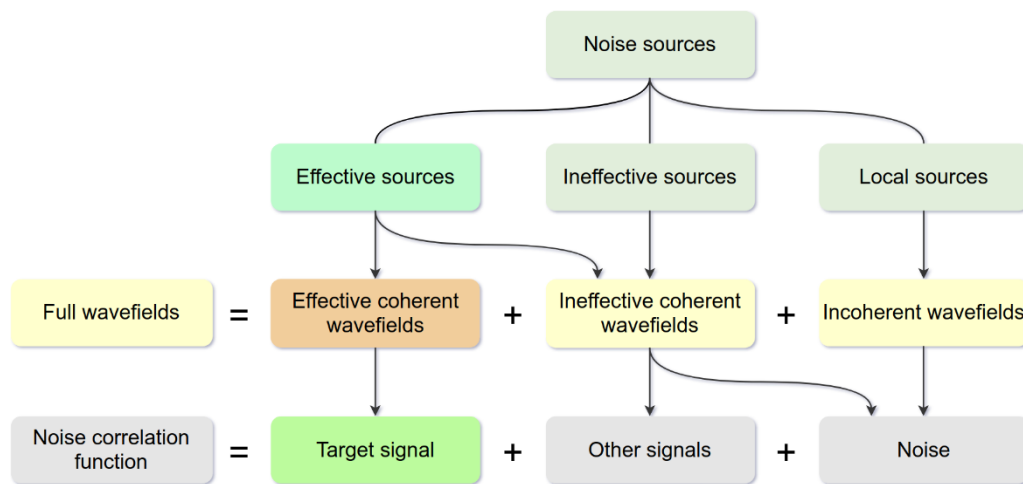 Noise sources
Effective sources
Ineffective sources
Local sources
Full wavefields
=
Effective coherent
wavefields
+
Ineffective coherent
wavefields
+
Incoherent wavefields
Noise correlation
function
=
Target signal
+
Other signals
+
Noise